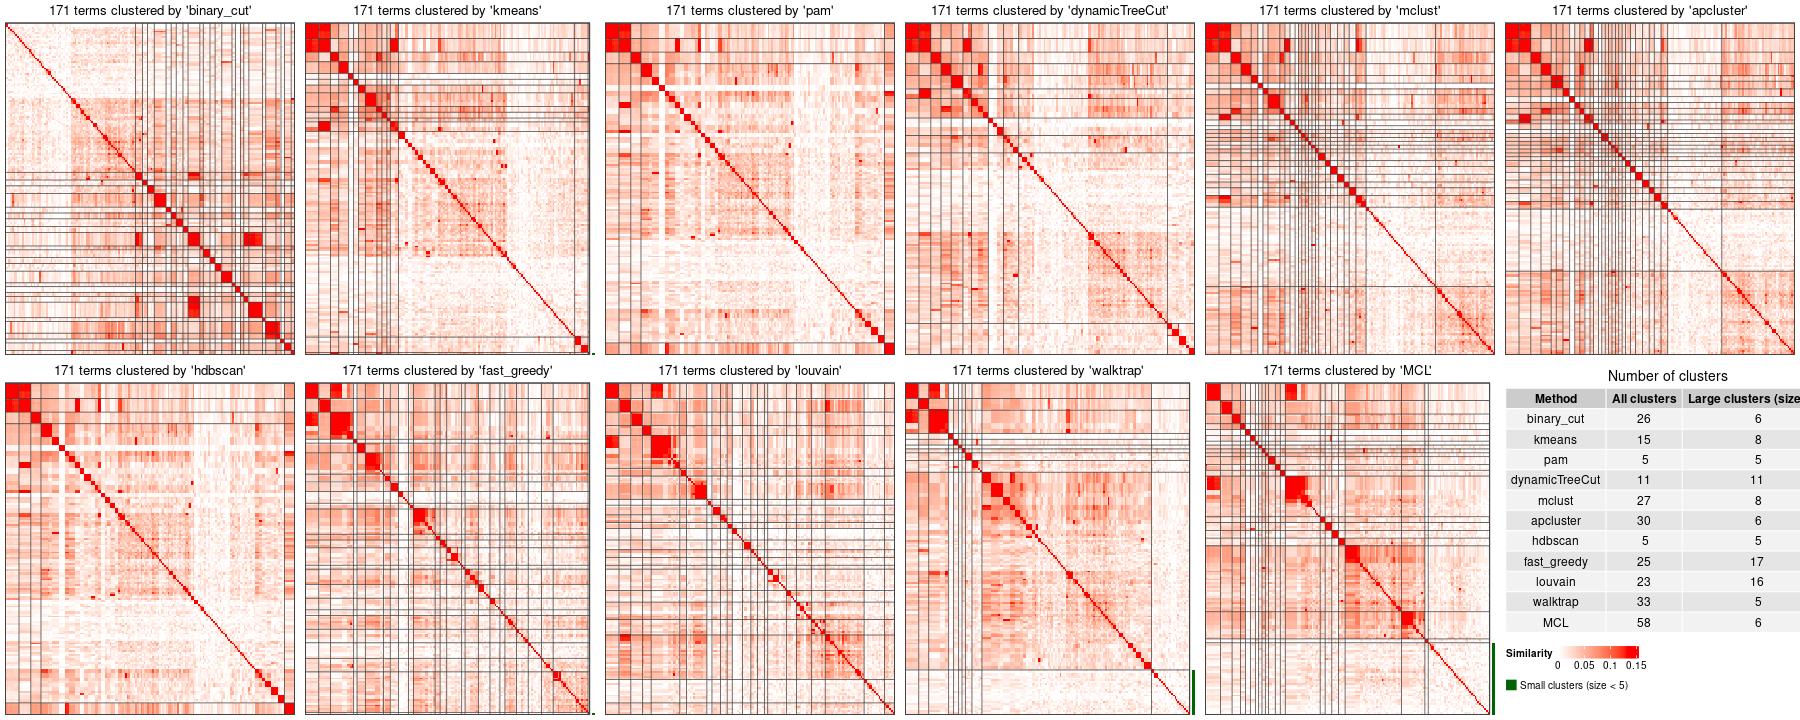 171 terms clustered by 'binary_cut'
171 terms clustered by 'kmeans'
171 terms clustered by 'pam'
171 terms clustered by 'dynamicTreeCut'
171 terms clustered by 'mclust'
171 terms clustered by 'apcluster'
171 terms clustered by 'hdbscan'
171 terms clustered by 'fast_greedy'
171 terms clustered by 'louvain'
171 terms clustered by 'walktrap'
171 terms clustered by 'MCL'
Number of clusters
Method All clusters Large clusters (size
binary_cut 26 6
kmeans 15 8
pam 5 5
dynamicTreeCut 11 11
mclust 27 8
apcluster 30 6
hdbscan 5 5
fast_greedy 25 17
louvain 23 16
walktrap 33 5
MCL 58 6
Similarity
0 0.05 0.1 0.15
Small clusters (size < 5)